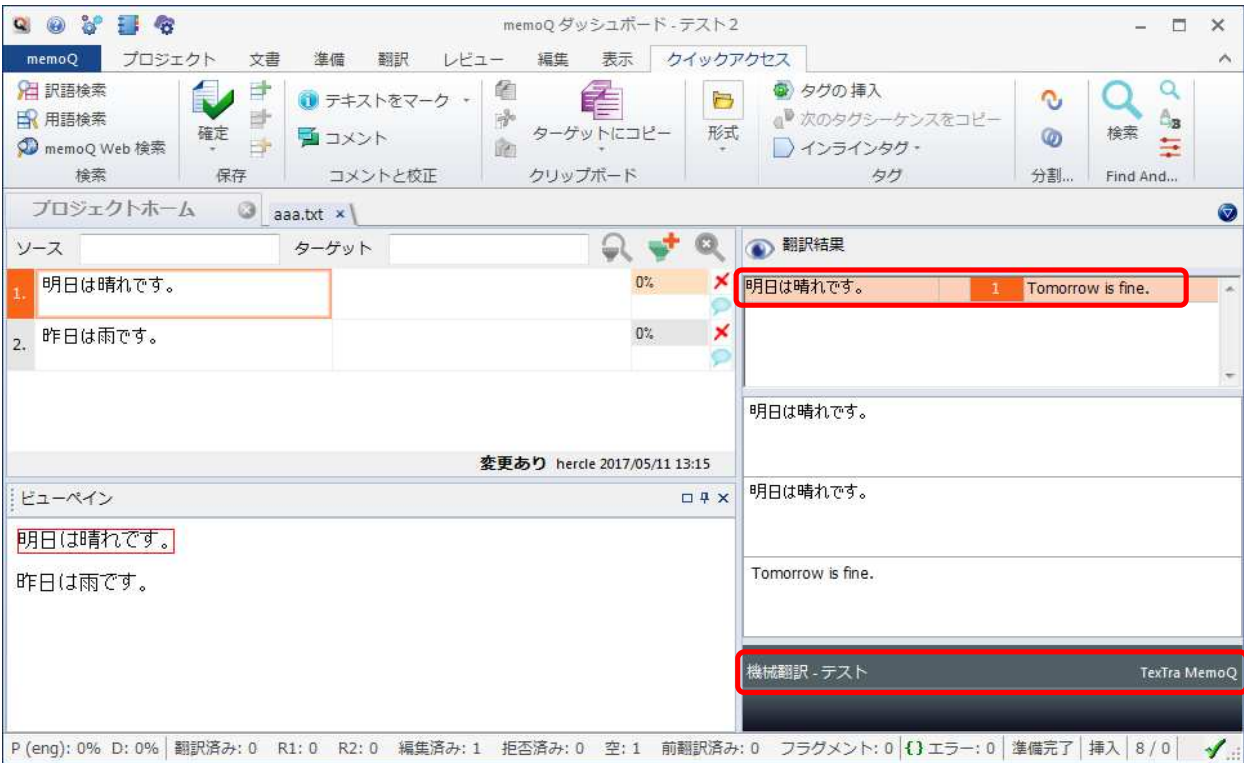 memoQ ダッシュボード - テスト2
memoQ プロジェクト 文書 準備 翻訳 レビュー 編集 表示 クイックアクセス
訳語検索
用語検索
memoQ Web 検索
検索
確定
保存
テキストをマーク
コメント
コメントと校正
ターゲットにコピー
クリップボード
形式
タグの挿入
次のタグシーケンスをコピー
インラインタグ
タグ
分割...
検索
Find And...
プロジェクトホーム
aaa.txt
ソース ターゲット
1. 明日は晴れです。 0%
2. 昨日は雨です。 0%
変更あり hercle 2017/05/11 13:15
ビューペイン
明日は晴れです。
昨日は雨です。
翻訳結果
明日は晴れです。 1 Tomorrow is fine.
明日は晴れです。
明日は晴れです。
Tomorrow is fine.
機械翻訳 - テスト TexTra MemoQ
P (eng): 0% D: 0% 翻訳済み: 0 R1: 0 R2: 0 編集済み: 1 拒否済み: 0 空: 1 前翻訳済み: 0 フラグメント: 0 {} エラー: 0 準備完了 挿入 8 / 0